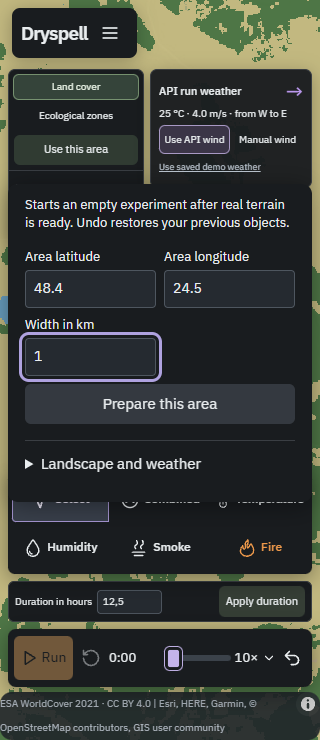 Dryspell
Land cover
Ecological zones
Use this area
API run weather
25 °C · 4.0 m/s · from W to E
Use API wind
Manual wind
Use saved demo weather
Starts an empty experiment after real terrain
is ready. Undo restores your previous objects.
Area latitude
Area longitude
48.4
24.5
Width in km
1
Prepare this area
Landscape and weather
Humidity
Smoke
Fire
Duration in hours
12,5
Apply duration
Run
0:00
10×
ESA WorldCover 2021 · CC BY 4.0 | Esri, HERE, Garmin, ©
OpenStreetMap contributors, GIS user community